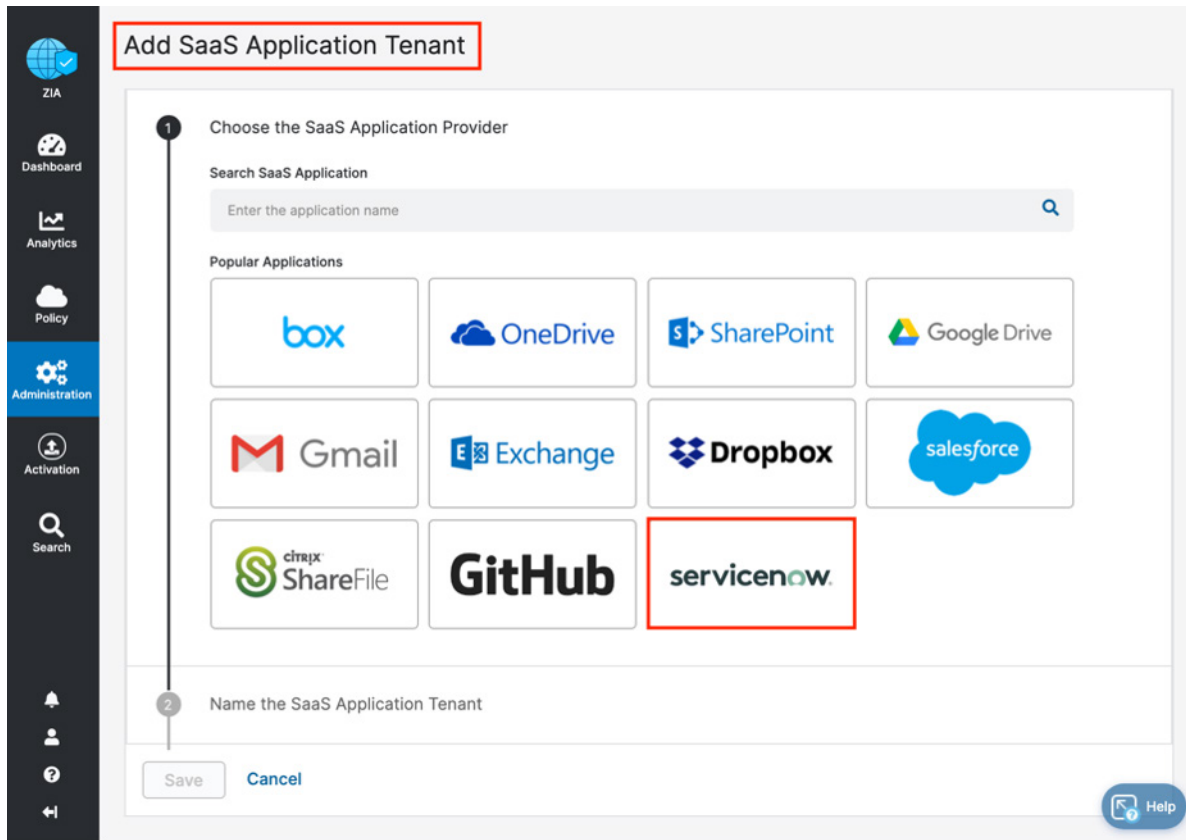 Add SaaS Application Tenant
ZIA
Dashboard
Analytics
Policy
Administration
Activation
Search
1
Choose the SaaS Application Provider
Search SaaS Application
Enter the application name
Popular Applications
box
OneDrive
S SharePoint
Google Drive
Gmail
E Exchange
Dropbox
salesforce
citrix
ShareFile
GitHub
servicenow.
2
Name the SaaS Application Tenant
Save
Cancel
Help